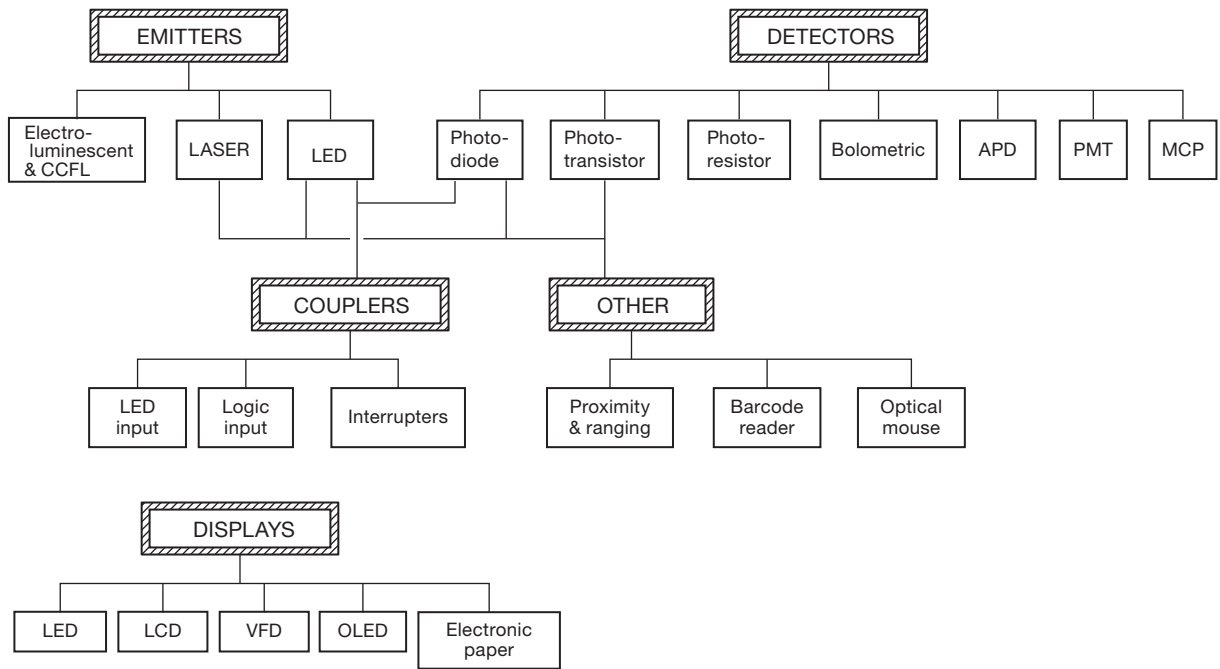 EMITTERS
DETECTORS
Electro-
luminescent
& CCFL
LASER
LED
Photo-
diode
Photo-
transistor
Photo-
resistor
Bolometric
APD
PMT
MCP
COUPLERS
OTHER
LED
input
Logic
input
Interrupters
Proximity
& ranging
Barcode
reader
Optical
mouse
DISPLAYS
LED
LCD
VFD
OLED
Electronic
paper